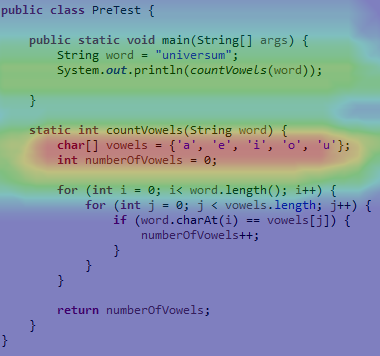 public class PreTest {
public static void main(String[] args) {
String word = "universum";
System.out.println(countVowels(word));
}
static int countVowels(String word) {
char[] vowels = {'a', 'e', 'i', 'o', 'u'};
int numberOfVowels = 0;
for (int i = 0; i< word.length(); i++) {
for (int j = 0; j < vowels.length; j++) {
if (word.charAt(i) == vowels[j]) {
numberOfVowels++;
}
}
}
return numberOfVowels;
}
}